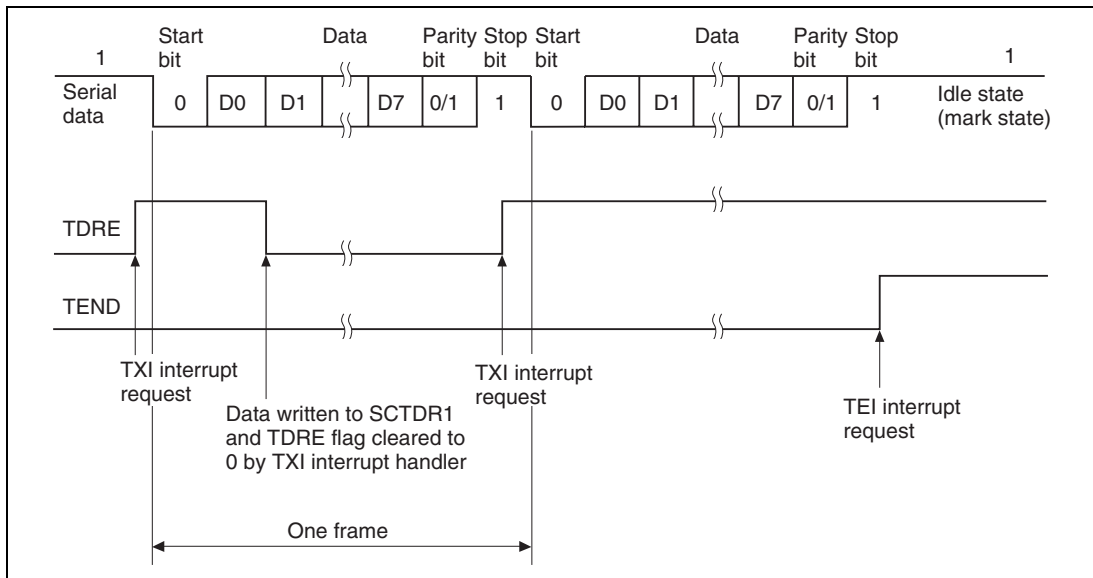 Start bit
Data
Parity bit
Stop bit
Start bit
Data
Parity bit
Stop bit
1
1
Serial data
0
D0
D1
D7
0/1
1
0
D0
D1
D7
0/1
1
Idle state
(mark state)
TDRE
TEND
TXI interrupt
request
TXI interrupt
request
Data written to SCTDR1
and TDRE flag cleared to
0 by TXI interrupt handler
TEI interrupt
request
One frame